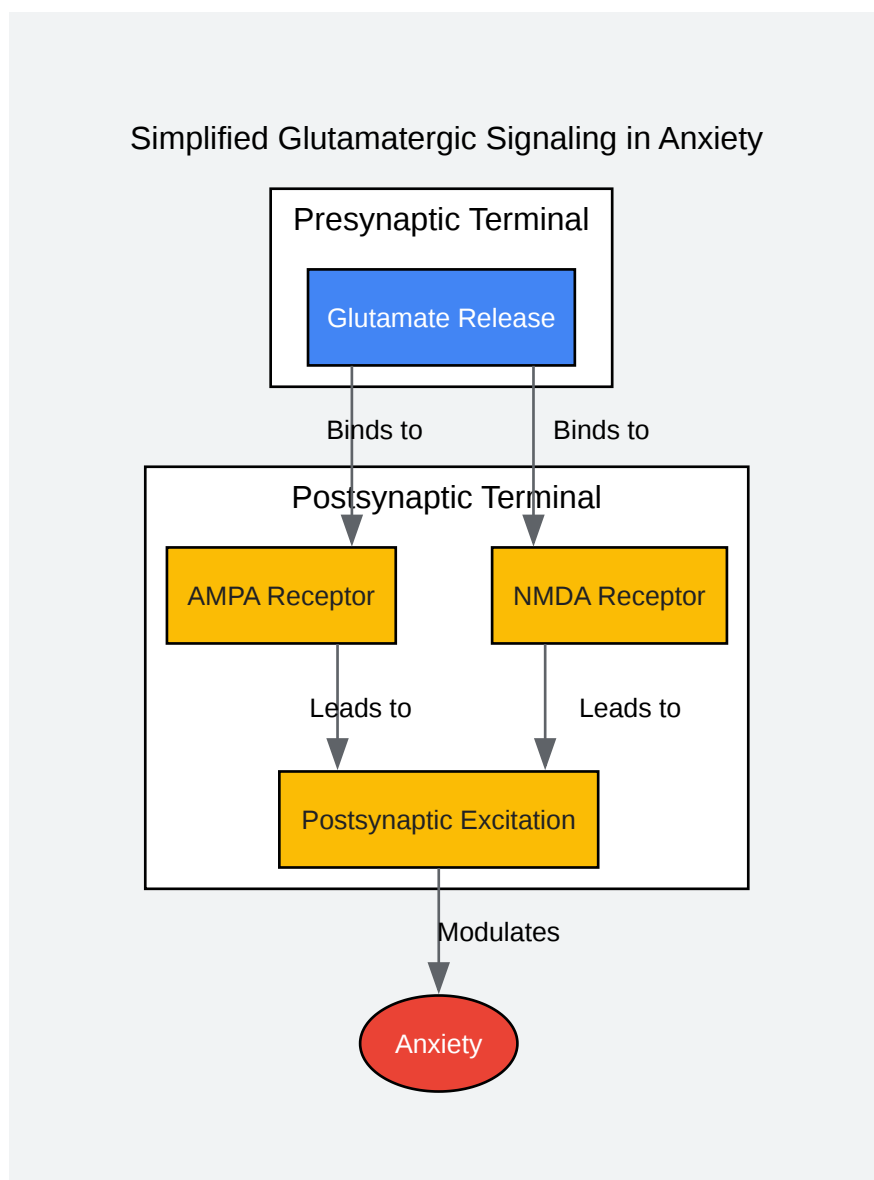 Simplified Glutamatergic Signaling in Anxiety
Presynaptic Terminal
Glutamate Release
Binds to
Binds to
Postsynaptic Terminal
AMPA Receptor
NMDA Receptor
Leads to
Leads to
Postsynaptic Excitation
Modulates
Anxiety